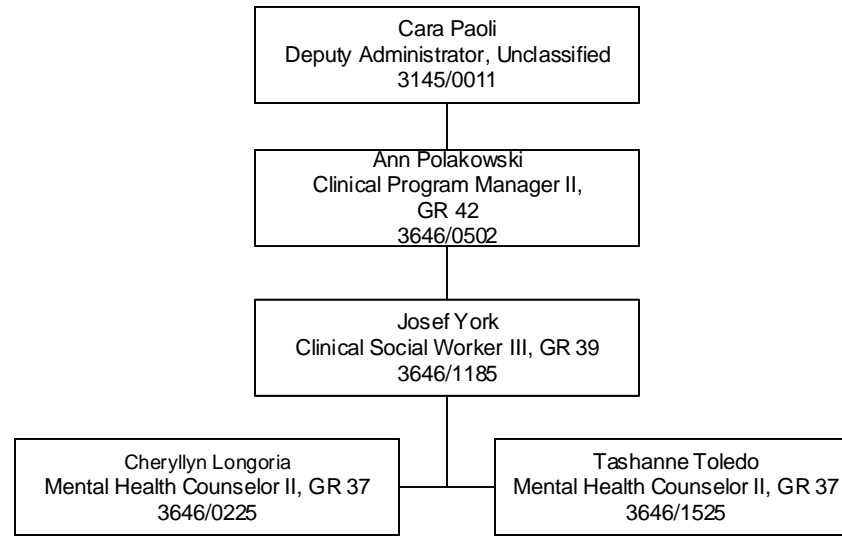 Cara Paoli
Deputy Administrator, Unclassified
3145/0011
Ann Polakowski
Clinical Program Manager II,
GR 42
3646/0502
Josef York
Clinical Social Worker III, GR 39
3646/1185
Cheryllyn Longoria
Mental Health Counselor II, GR 37
3646/0225
Tashanne Toledo
Mental Health Counselor II, GR 37
3646/1525